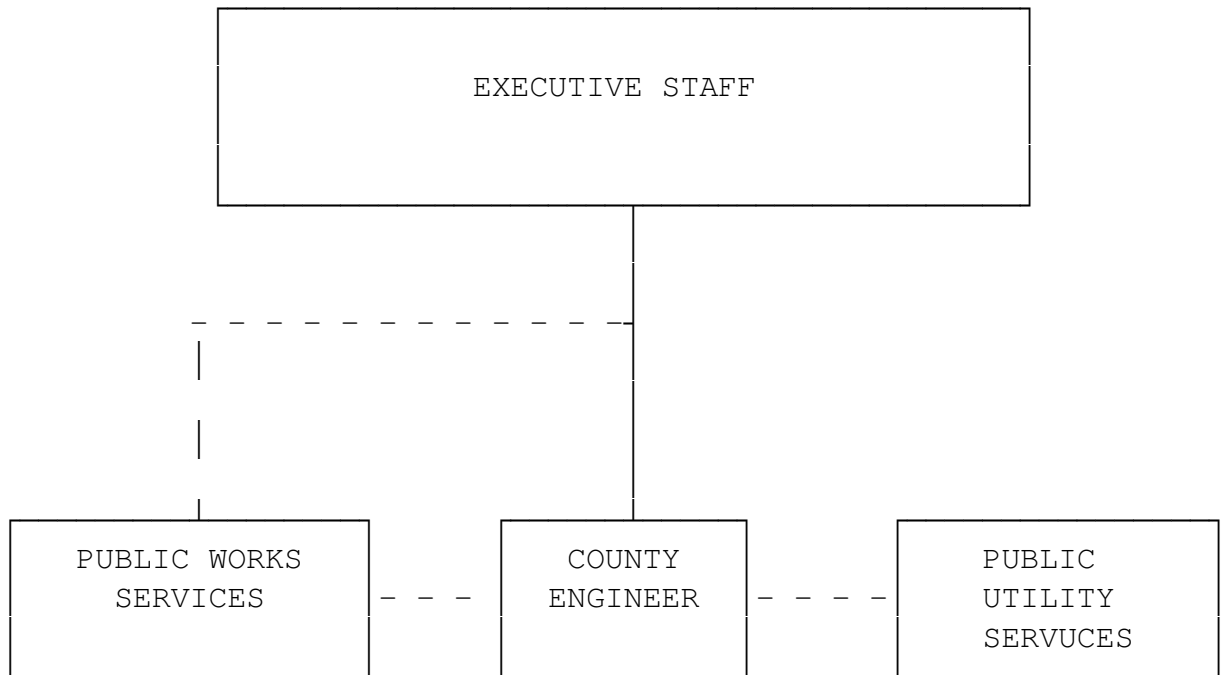 EXECUTIVE STAFF
PUBLIC WORKS
SERVICES
COUNTY
ENGINEER
PUBLIC
UTILITY
SERVUCES